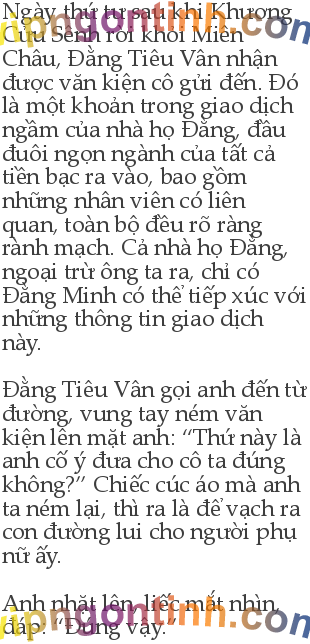 Ngày thứ tư sau khi Khương
Cửu Sênh rời khỏi Miên
Châu, Đằng Tiêu Vân nhận
được văn kiện cô gửi đến. Đó
là một khoản trong giao dịch
ngầm của nhà họ Đằng, đầu
đuôi ngọn ngành của tất cả
tiền bạc ra vào, bao gồm
những nhân viên có liên
quan, toàn bộ đều rõ ràng
rành mạch. Cả nhà họ Đằng,
ngoại trừ ông ta ra, chỉ có
Đằng Minh có thể tiếp xúc với
những thông tin giao dịch
này.
Đằng Tiêu Vân gọi anh đến từ
đường, vung tay ném văn
kiện lên mặt anh: “Thứ này là
anh cố ý đưa cho cô ta đúng
không?” Chiếc cúc áo mà anh
ta ném lại, thì ra là để vạch ra
con đường lui cho người phụ
nữ ấy.
Anh nhặt lên, liếc mắt nhìn,
đáp: “Đúng vậy.”